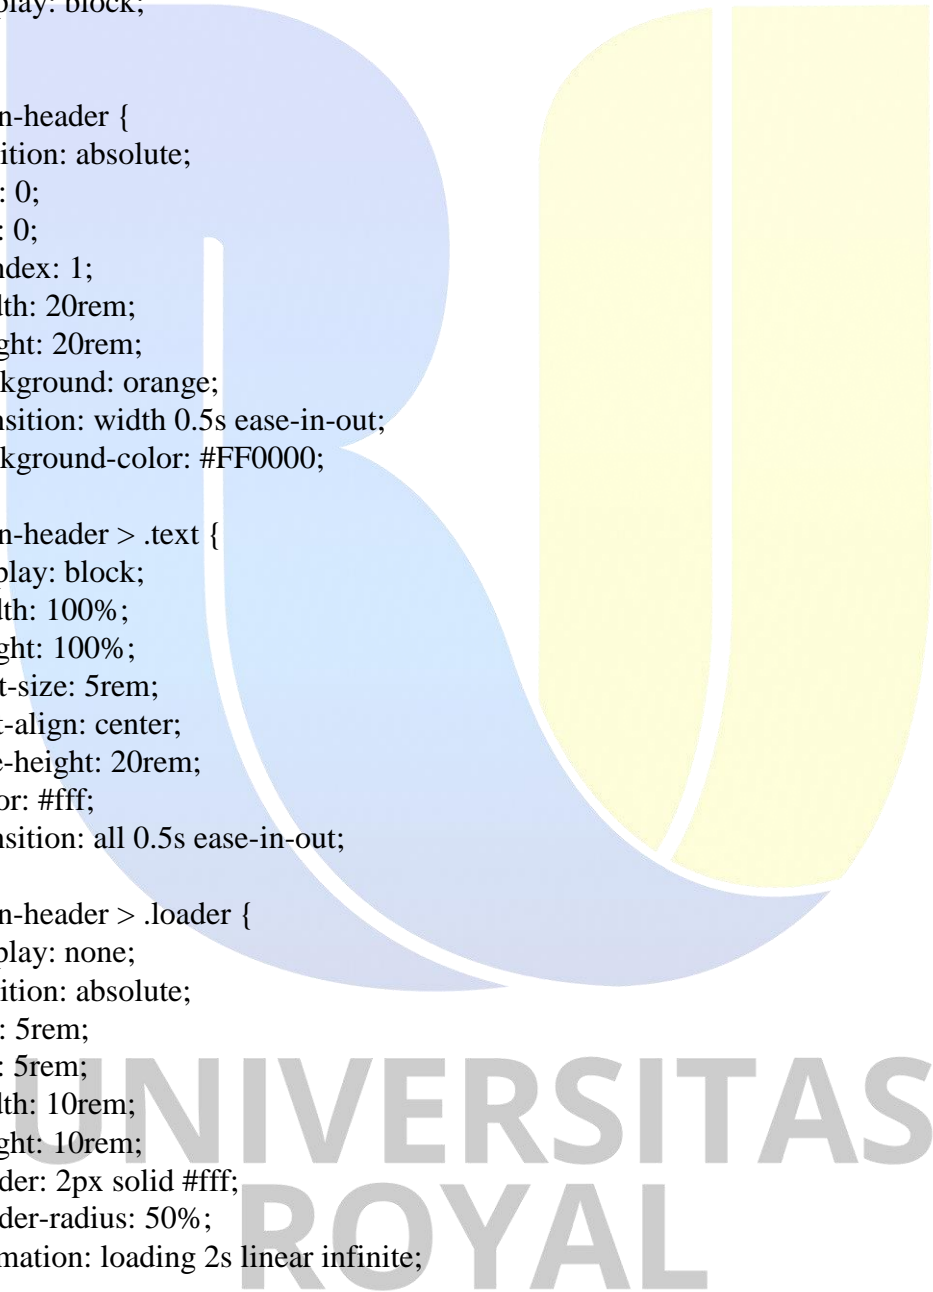 play: block;
n-header {
ition: absolute;
: 0;
: 0;
ndex: 1;
dth: 20rem;
ght: 20rem;
kground: orange;
nsition: width 0.5s ease-in-out;
kground-color: #FF0000;
n-header > .text {
play: block;
dth: 100%;
ght: 100%;
t-size: 5rem;
t-align: center;
e-height: 20rem;
or: #fff;
nsition: all 0.5s ease-in-out;
n-header > .loader {
play: none;
ition: absolute;
: 5rem;
: 5rem;
dth: 10rem;
ght: 10rem;
der: 2px solid #fff;
der-radius: 50%;
mation: loading 2s linear infinite;
UNIVERSITAS
ROYAL